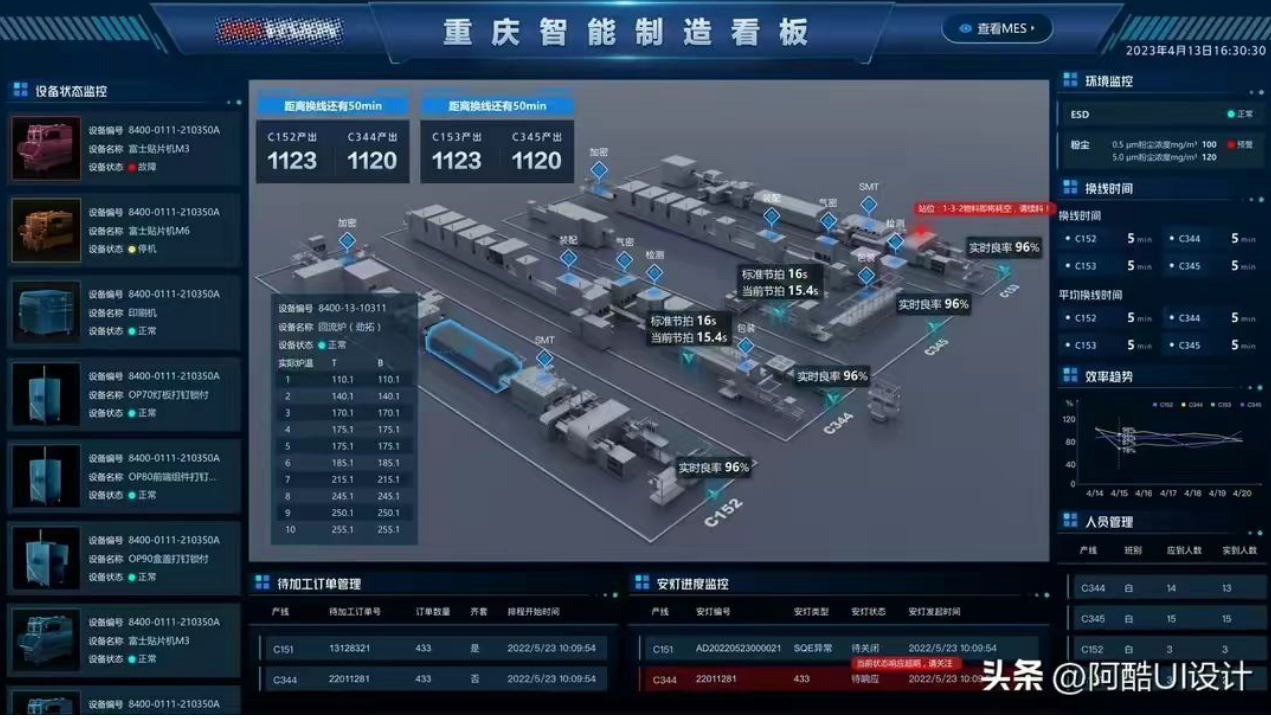 重庆智能制造看板
查看MES
2023年4月13日16:30:30
设备状态监控
设备编号 8400-0111-210350A
设备名称 富士贴片机M3
设备状态 故障
设备编号 8400-0111-210350A
设备名称 富士贴片机M6
设备状态 停机
设备编号 8400-0111-210350A
设备名称 印刷机
设备状态 正常
设备编号 8400-0111-210350A
设备名称 OP70灯板打钉锁付
设备状态 正常
设备编号 8400-0111-210350A
设备名称 OP80前端组件打钉...
设备状态 正常
设备编号 8400-0111-210350A
设备名称 OP90盒盖打钉锁付
设备状态 正常
设备编号 8400-0111-210350A
设备名称 富士贴片机M3
设备状态 正常
设备编号 8400-0111-210350A
距离换线还有50min
C152产出 C344产出
1123 1120
距离换线还有50min
C153产出 C345产出
1123 1120
加密
装配
气密
SMT
检测
包装
站位：1-3-2物料即将耗空，请续料！
实时良率 96%
C153
标准节拍 16s
当前节拍 15.4s
实时良率 96%
C345
加密
装配
气密
检测
标准节拍 16s
当前节拍 15.4s
包装
实时良率 96%
C344
SMT
实时良率 96%
C152
设备编号 8400-13-10311
设备名称 回流炉（劲拓）
设备状态 正常
实际炉温 T B
1 110.1 110.1
2 140.1 140.1
3 170.1 170.1
4 175.1 175.1
5 175.1 175.1
6 185.1 185.1
7 215.1 215.1
8 245.1 245.1
9 250.1 250.1
10 255.1 255.1
待加工订单管理
产线 待加工订单号 订单数量 齐套 排程开始时间
C151 13128321 433 是 2022/5/23 10:09:54
C344 22011281 433 否 2022/5/23 10:09:54
安灯进度监控
产线 安灯编号 安灯类型 安灯状态 安灯发起时间
C151 AD20220523000021 SQE异常 待关闭 2022/5/23 10:09:54
当前状态响应超期，请关注
C344 22011281 433 待响应 2022/5/23
环境监控
ESD 正常
粉尘 0.5 μm粉尘浓度mg/m³ 100 预警
5.0 μm粉尘浓度mg/m³ 120
换线时间
换线时间
C152 5 min C344 5 min
C153 5 min C345 5 min
平均换线时间
C152 5 min C344 5 min
C153 5 min C345 5 min
效率趋势
% C152 C344 C153 C345
120
80
40
0
98%
78%
4/14 4/15 4/16 4/17 4/18 4/19 4/20
人员管理
产线 班别 应到人数 实到人数
C344 白 14 13
C345 白 15 15
C152 白 3 3
头条 @阿酷UI设计